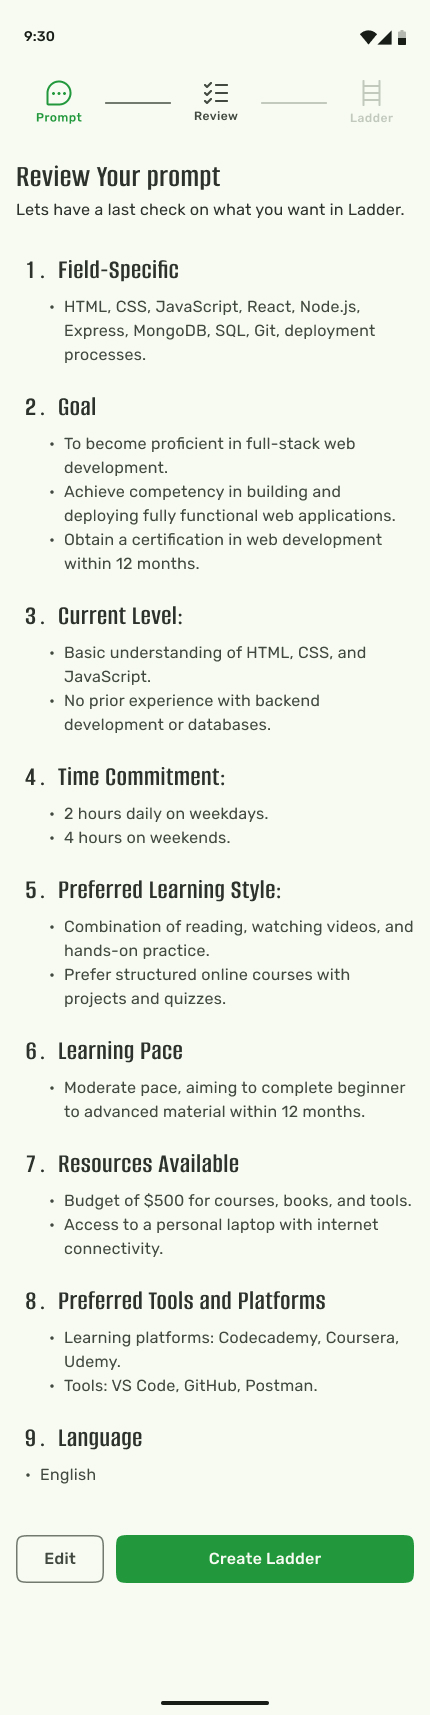 9:30
Prompt
Review
Ladder
Review Your prompt
Lets have a last check on what you want in Ladder.
1. Field-Specific
• HTML, CSS, JavaScript, React, Node.js,
Express, MongoDB, SQL, Git, deployment
processes.
2. Goal
• To become proficient in full-stack web
development.
• Achieve competency in building and
deploying fully functional web applications.
• Obtain a certification in web development
within 12 months.
3. Current Level:
• Basic understanding of HTML, CSS, and
JavaScript.
• No prior experience with backend
development or databases.
4. Time Commitment:
• 2 hours daily on weekdays.
• 4 hours on weekends.
5. Preferred Learning Style:
• Combination of reading, watching videos, and
hands-on practice.
• Prefer structured online courses with
projects and quizzes.
6. Learning Pace
• Moderate pace, aiming to complete beginner
to advanced material within 12 months.
7. Resources Available
• Budget of $500 for courses, books, and tools.
• Access to a personal laptop with internet
connectivity.
8. Preferred Tools and Platforms
• Learning platforms: Codecademy, Coursera,
Udemy.
• Tools: VS Code, GitHub, Postman.
9. Language
• English
Edit
Create Ladder